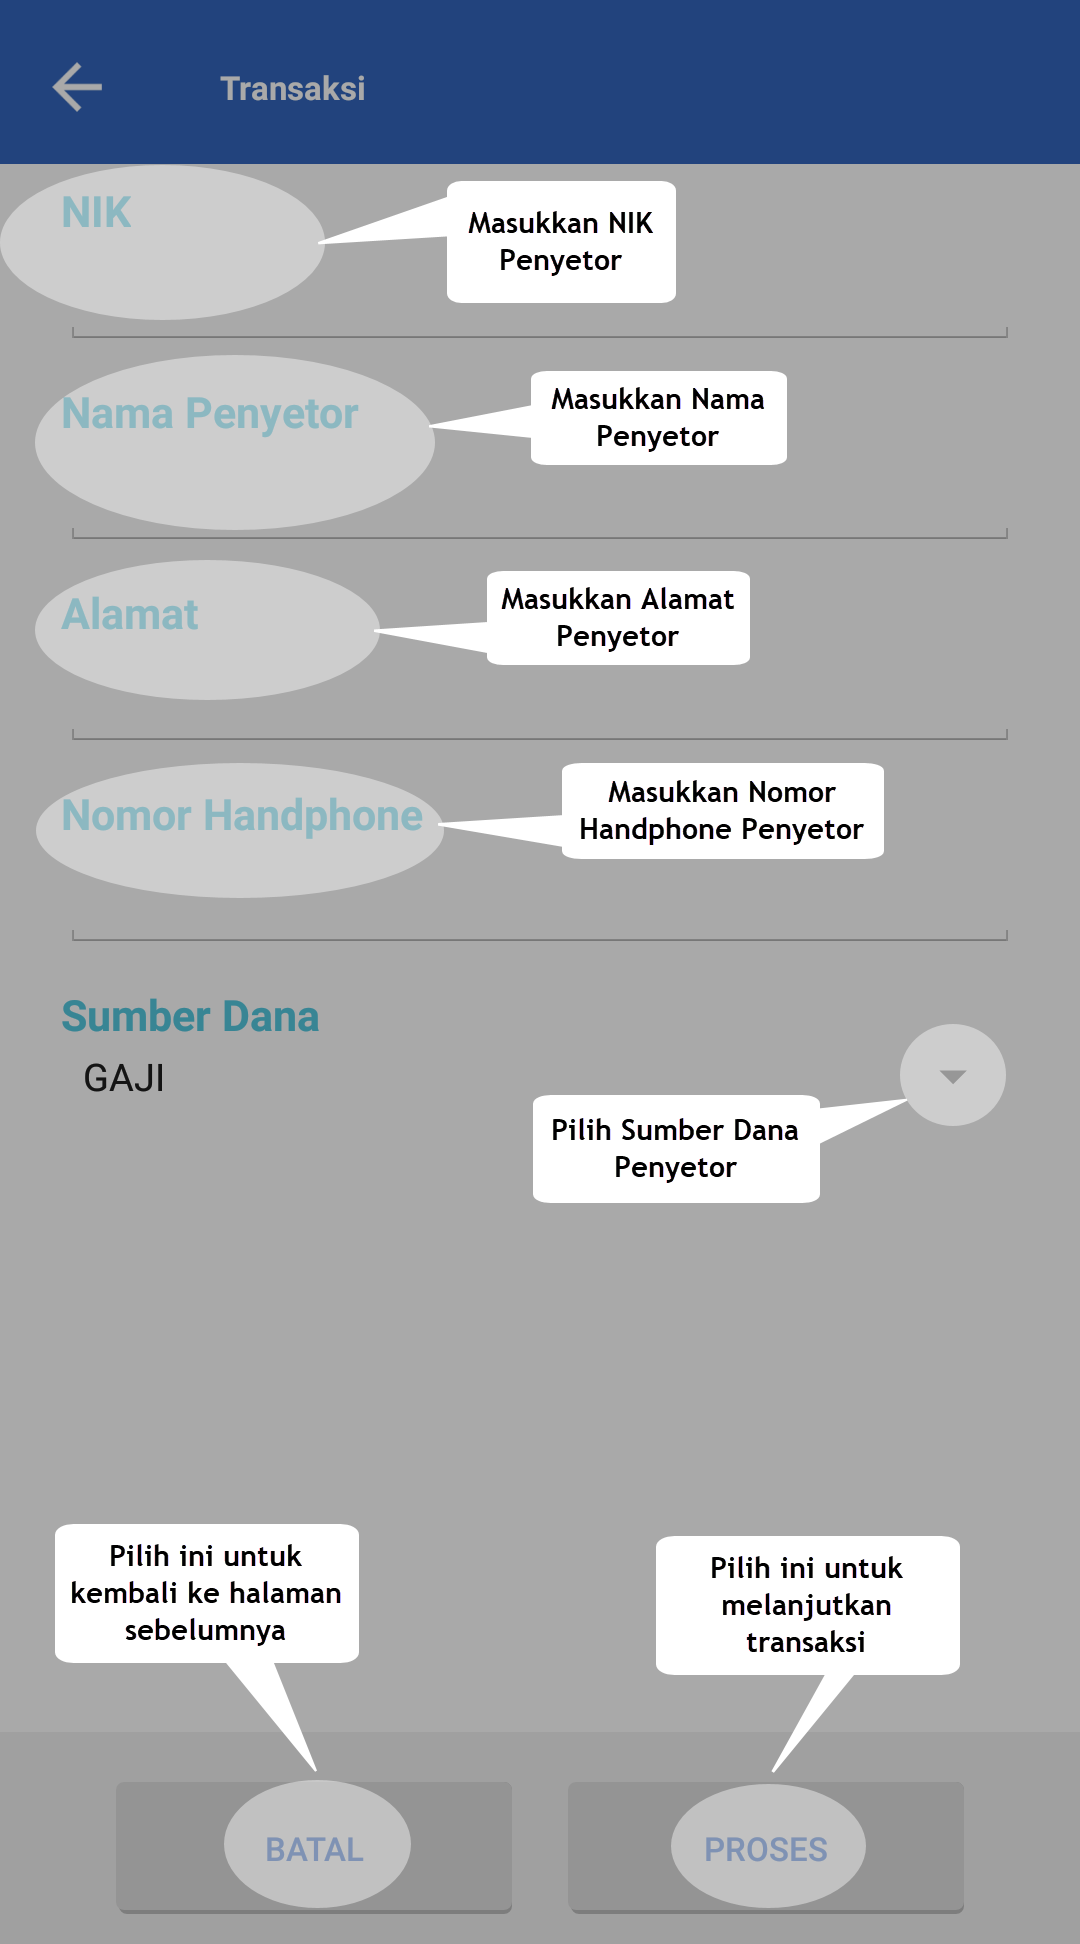 Transaksi
NIK
Masukkan NIK
Penyetor
Nama Penyetor
Masukkan Nama
Penyetor
Alamat
Masukkan Alamat
Penyetor
Nomor Handphone
Masukkan Nomor
Handphone Penyetor
Sumber Dana
GAJI
Pilih Sumber Dana
Penyetor
Pilih ini untuk
kembali ke halaman
sebelumnya
Pilih ini untuk
melanjutkan
transaksi
BATAL
PROSES